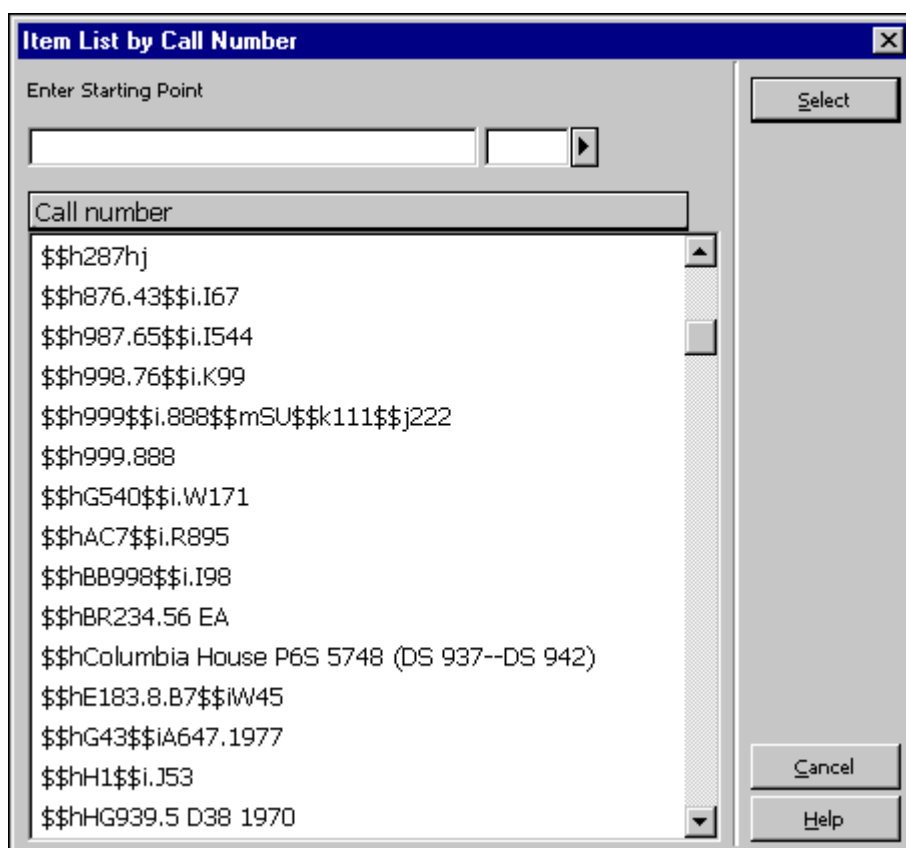 Item List by Call Number
Enter Starting Point
Select
Call number
$$h287hj
$$h876.43$$i.I67
$$h987.65$$i.I544
$$h998.76$$i.K99
$$h999$$i.888$$mSU$$k111$$j222
$$h999.888
$$hG540$$i.W171
$$hAC7$$i.R895
$$hBB998$$i.I98
$$hBR234.56 EA
$$hColumbia House P6S 5748 (DS 937--DS 942)
$$hE183.8.B7$$iW45
$$hG43$$iA647.1977
$$hH1$$i.J53
$$hHG939.5 D38 1970
Cancel
Help